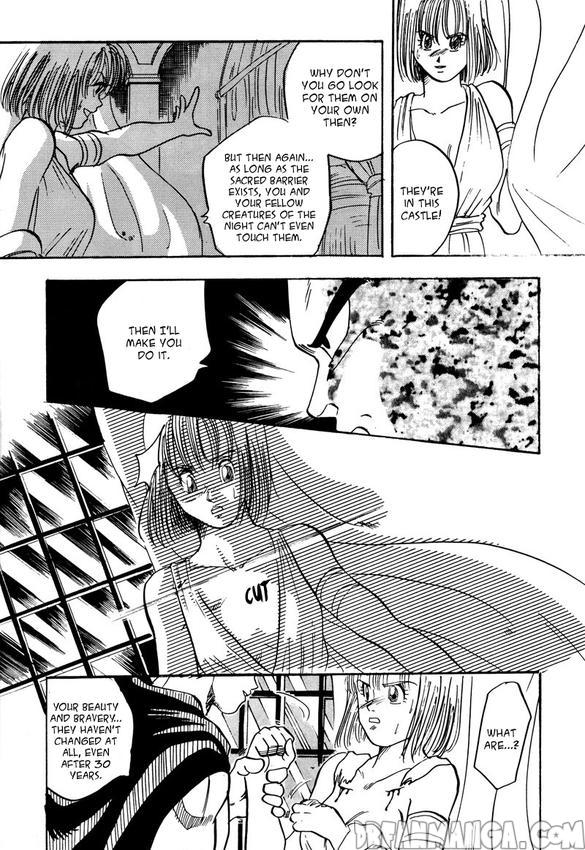 THEY'RE
IN THIS
CASTLE!
WHY DON'T
YOU GO LOOK
FOR THEM ON
YOUR OWN
THEN?
BUT THEN AGAIN...
AS LONG AS THE
SACRED BARRIER
EXISTS, YOU AND
YOUR FELLOW
CREATURES OF
THE NIGHT CAN'T EVEN
TOUCH THEM.
THEN I'LL
MAKE YOU
DO IT.
CUT
WHAT
ARE...?
YOUR BEAUTY
AND BRAVERY...
THEY HAVEN'T
CHANGED AT
ALL, EVEN
AFTER 30
YEARS.
DREAMMANGA.COM